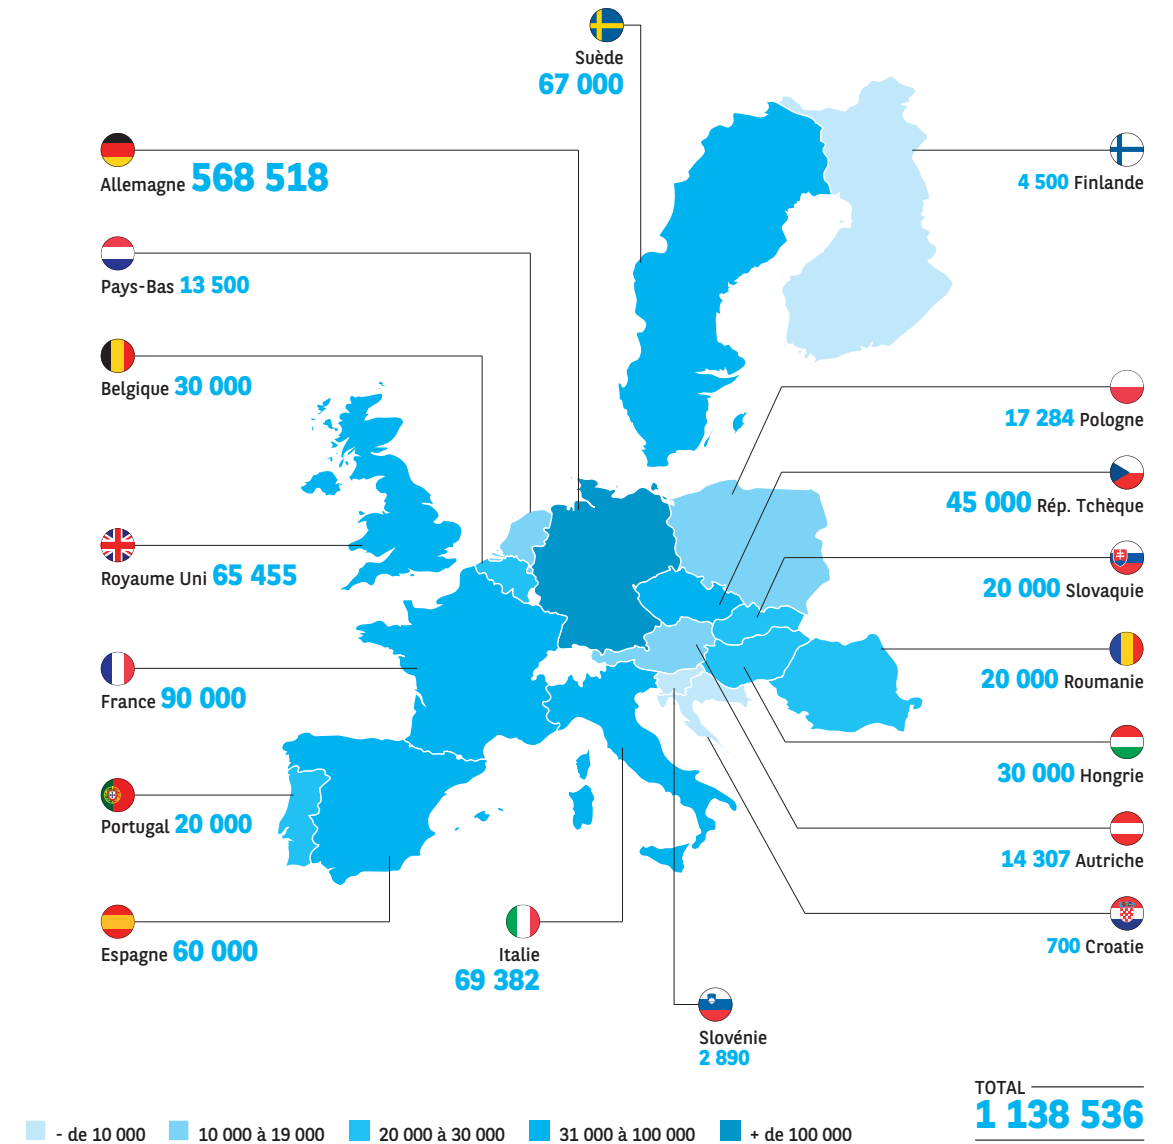 Suède
67 000
Allemagne 568 518
4 500 Finlande
Pays-Bas 13 500
Belgique 30 000
17 284 Pologne
45 000 Rép. Tchèque
Royaume Uni 65 455
20 000 Slovaquie
France 90 000
20 000 Roumanie
30 000 Hongrie
Portugal 20 000
14 307 Autriche
Espagne 60 000
Italie
69 382
700 Croatie
Slovénie
2 890
TOTAL
1 138 536
- de 10 000
10 000 à 19 000
20 000 à 30 000
31 000 à 100 000
+ de 100 000